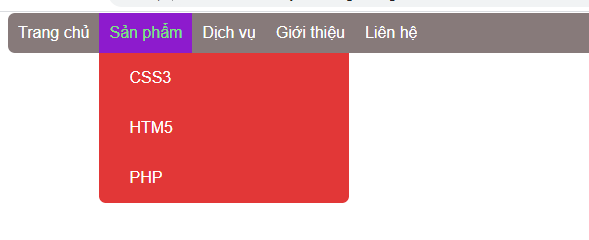 Trang chủ Sản phẩm Dịch vụ Giới thiệu Liên hệ
CSS3
HTM5
PHP